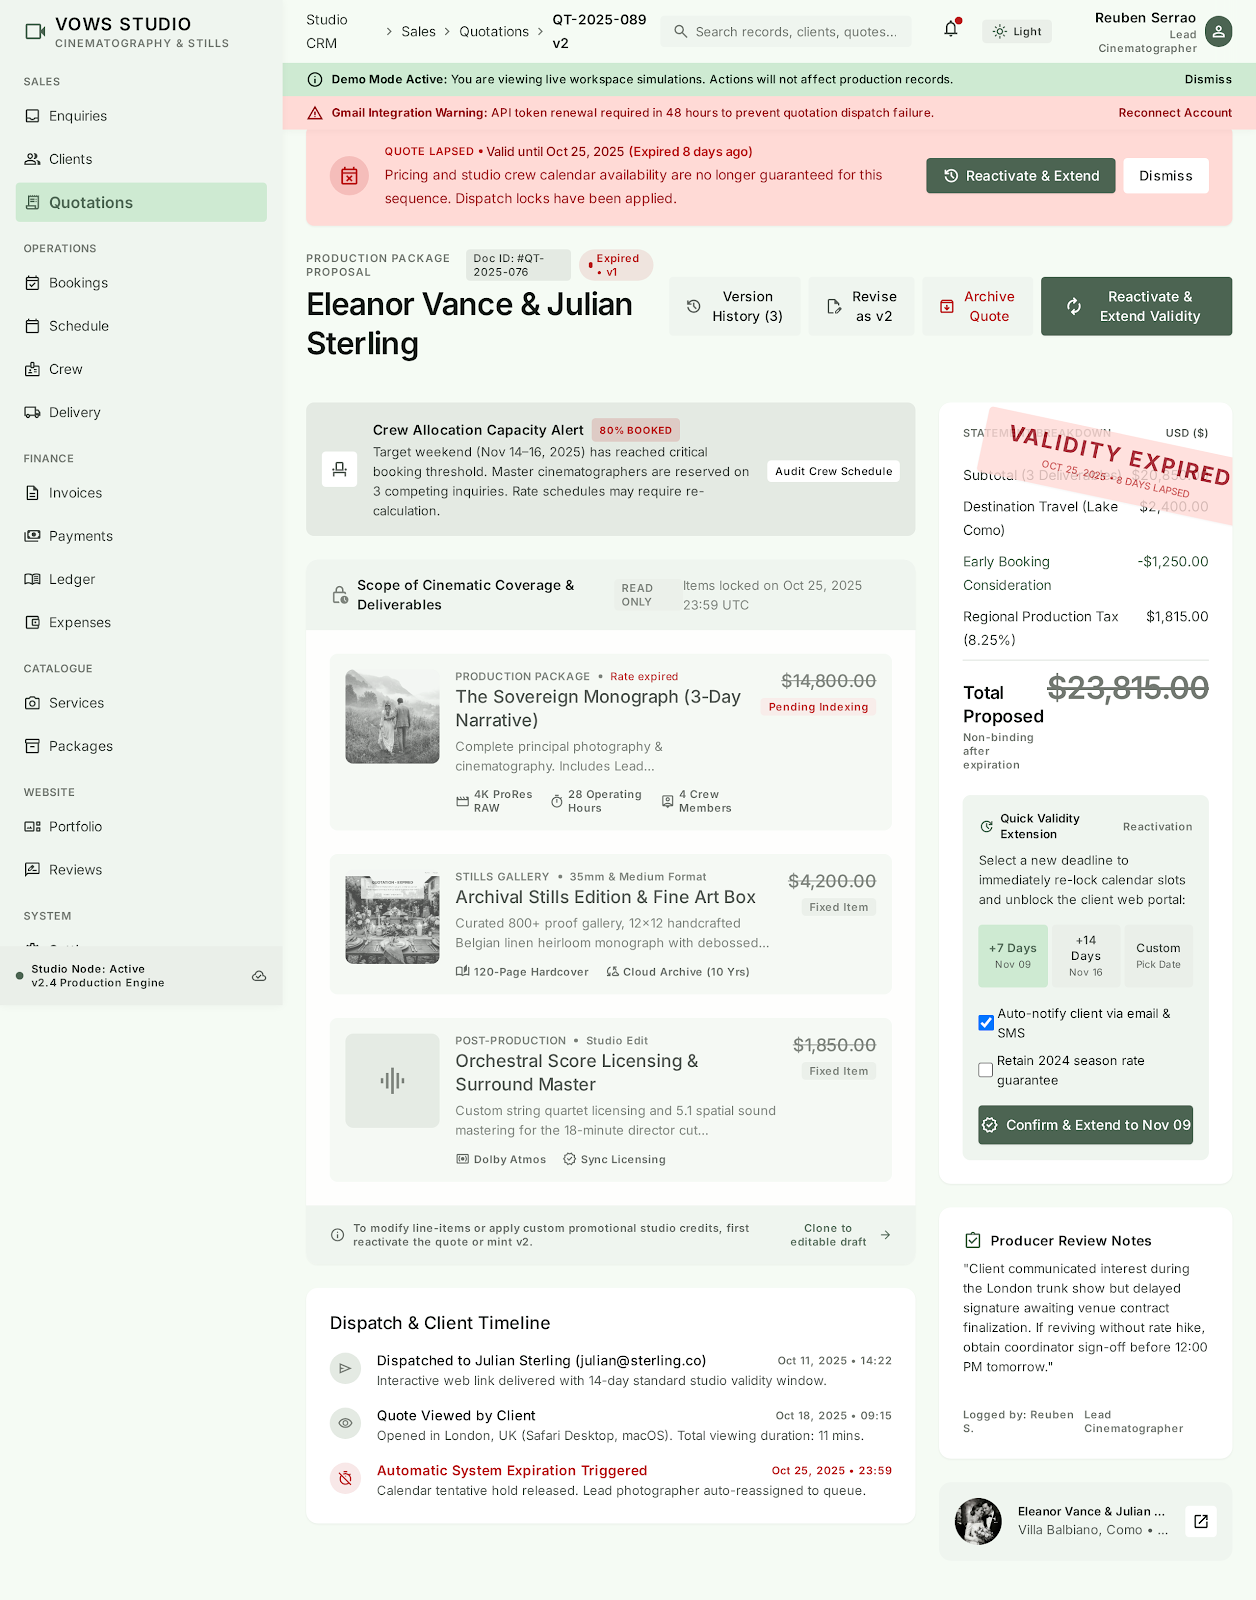 VOWS STUDIO
CINEMATOGRAPHY & STILLS
SALES
Enquiries
Clients
Quotations
OPERATIONS
Bookings
Schedule
Crew
Delivery
FINANCE
Invoices
Payments
Ledger
Expenses
CATALOGUE
Services
Packages
WEBSITE
Portfolio
Reviews
SYSTEM
Studio Node: Active
v2.4 Production Engine
Studio CRM
Sales
Quotations
QT-2025-089 v2
Search records, clients, quotes...
Light
Reuben Serrao
Lead
Cinematographer
Demo Mode Active: You are viewing live workspace simulations. Actions will not affect production records.
Dismiss
Gmail Integration Warning: API token renewal required in 48 hours to prevent quotation dispatch failure.
Reconnect Account
QUOTE LAPSED • Valid until Oct 25, 2025 (Expired 8 days ago)
Pricing and studio crew calendar availability are no longer guaranteed for this
sequence. Dispatch locks have been applied.
Reactivate & Extend
Dismiss
PRODUCTION PACKAGE
PROPOSAL
Doc ID: #QT-
2025-076
Expired
• v1
Eleanor Vance & Julian
Sterling
Version
History (3)
Revise
as v2
Archive
Quote
Reactivate &
Extend Validity
Crew Allocation Capacity Alert
80% BOOKED
Target weekend (Nov 14–16, 2025) has reached critical
booking threshold. Master cinematographers are reserved on
3 competing inquiries. Rate schedules may require re-
calculation.
Audit Crew Schedule
Scope of Cinematic Coverage &
Deliverables
READ
ONLY
Items locked on Oct 25, 2025
23:59 UTC
PRODUCTION PACKAGE • Rate expired
The Sovereign Monograph (3-Day
Narrative)
$14,800.00
Pending Indexing
Complete principal photography &
cinematography. Includes Lead...
4K ProRes
RAW
28 Operating
Hours
4 Crew
Members
QUOTATION · EXPIRED
STILLS GALLERY • 35mm & Medium Format
Archival Stills Edition & Fine Art Box
$4,200.00
Fixed Item
Curated 800+ proof gallery, 12×12 handcrafted
Belgian linen heirloom monograph with debossed...
120-Page Hardcover
Cloud Archive (10 Yrs)
POST-PRODUCTION • Studio Edit
Orchestral Score Licensing &
Surround Master
$1,850.00
Fixed Item
Custom string quartet licensing and 5.1 spatial sound
mastering for the 18-minute director cut...
Dolby Atmos
Sync Licensing
To modify line-items or apply custom promotional studio credits, first
reactivate the quote or mint v2.
Clone to
editable draft
Dispatch & Client Timeline
Dispatched to Julian Sterling (julian@sterling.co)
Oct 11, 2025 • 14:22
Interactive web link delivered with 14-day standard studio validity window.
Quote Viewed by Client
Oct 18, 2025 • 09:15
Opened in London, UK (Safari Desktop, macOS). Total viewing duration: 11 mins.
Automatic System Expiration Triggered
Oct 25, 2025 • 23:59
Calendar tentative hold released. Lead photographer auto-reassigned to queue.
USD ($)
VALIDITY EXPIRED
OCT 25, 2025 • 8 DAYS LAPSED
Subtotal (3 Deliverables)
Destination Travel (Lake
Como)
$2,400.00
Early Booking
Consideration
-$1,250.00
Regional Production Tax
(8.25%)
$1,815.00
Total
Proposed
$23,815.00
Non-binding
after
expiration
Quick Validity
Extension
Reactivation
Select a new deadline to
immediately re-lock calendar slots
and unblock the client web portal:
+7 Days
Nov 09
+14
Days
Nov 16
Custom
Pick Date
Auto-notify client via email &
SMS
Retain 2024 season rate
guarantee
Confirm & Extend to Nov 09
Producer Review Notes
"Client communicated interest during
the London trunk show but delayed
signature awaiting venue contract
finalization. If reviving without rate hike,
obtain coordinator sign-off before 12:00
PM tomorrow."
Logged by: Reuben
S.
Lead
Cinematographer
Eleanor Vance & Julian ...
Villa Balbiano, Como • ...